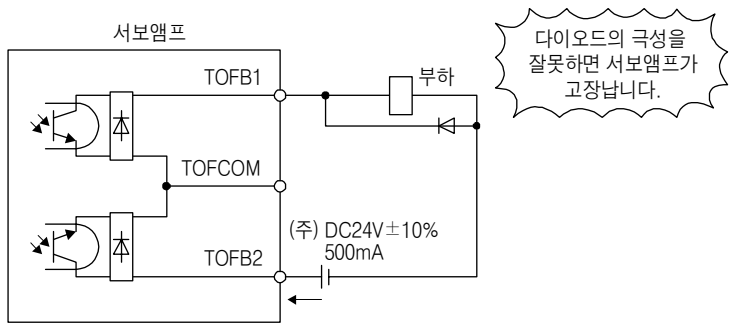 서보앰프
다이오드의 극성을
잘못하면 서보앰프가
고장납니다.
TOFB1
부하
TOFCOM
(주) DC24V±10%
500mA
TOFB2